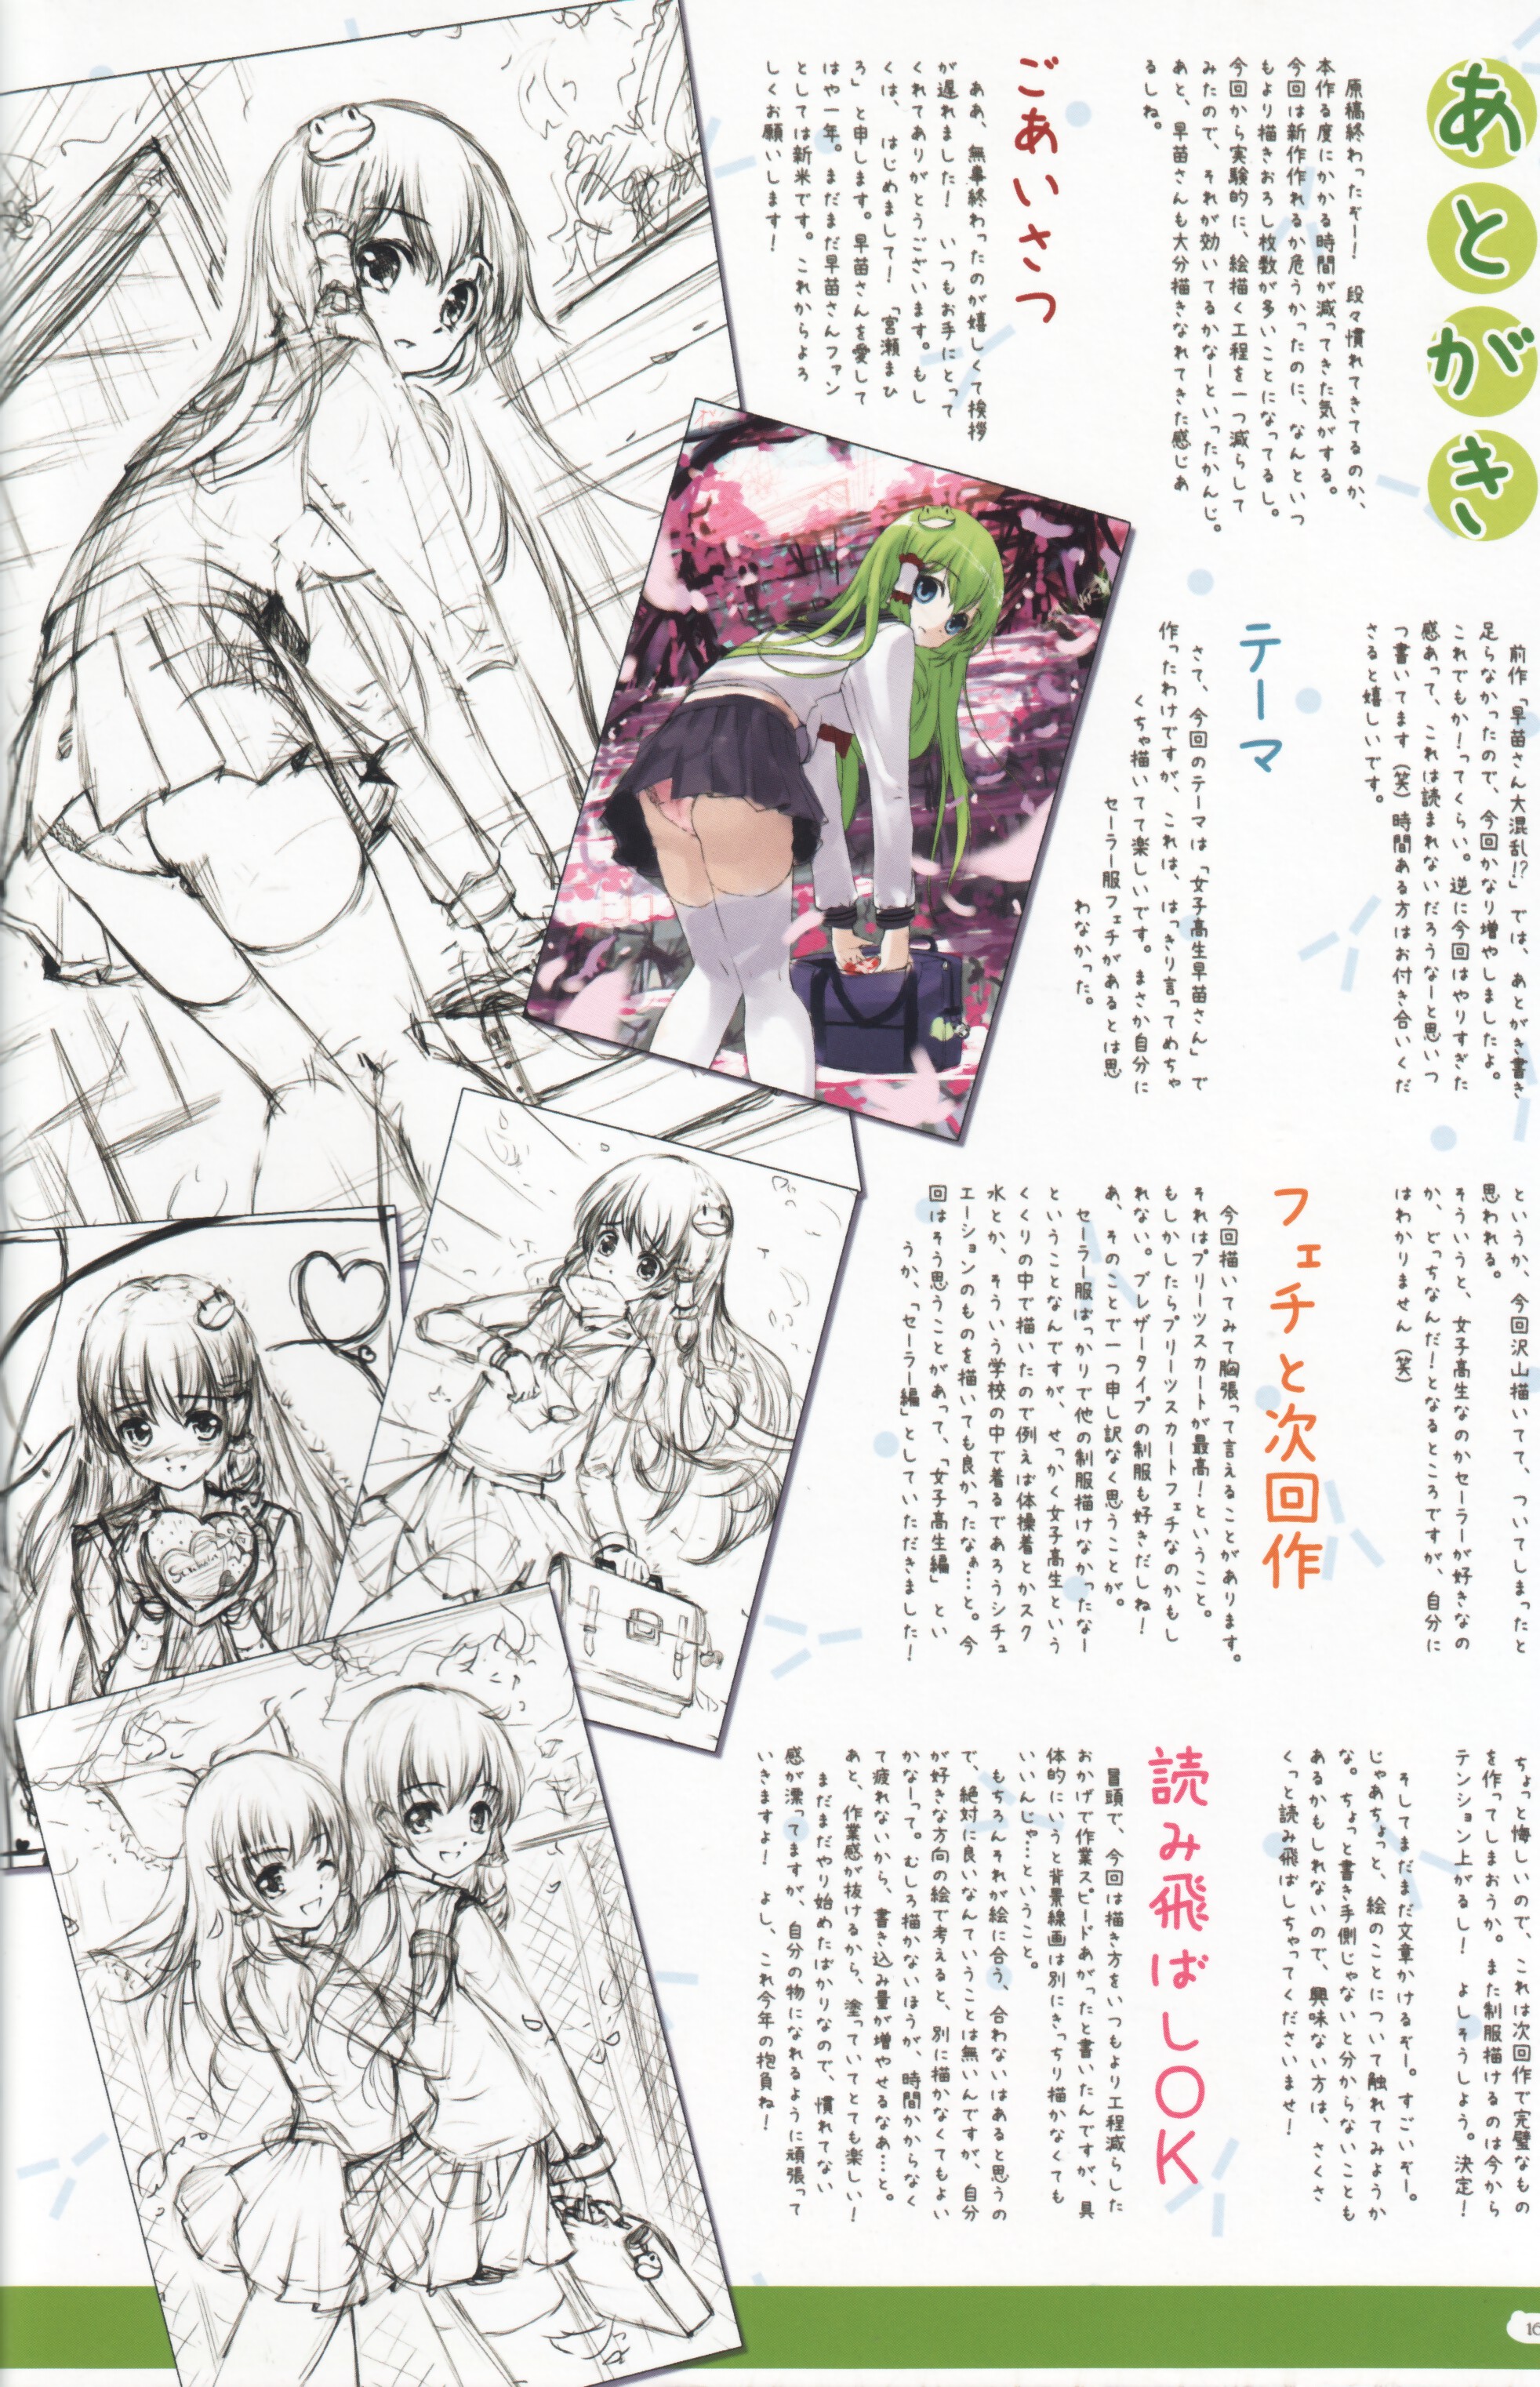 あとがき
原稿終わったぞー!　段々慣れてきてるのか、
本作る度にかかる時間が減ってきた気がする。
今回は新作作れるか危うかったのに、なんといつ
もより描きおろし枚数が多いことになってるし。
今回から実験的に、絵描く工程を一つ減らして
みたので、それが効いてるかなーといったかんじ。
あと、早苗さんも大分描きなれてきた感じあ
るしね。
ごあいさつ
ああ、無事終わったのが嬉しくて挨拶
が遅れました!　いつもお手にとって
くれてありがとうございます。もし
くは、はじめまして!　「宮瀬まひ
ろ」と申します。早苗さんを愛して
はや一年。まだまだ早苗さんファン
としては新米です。これからよろ
しくお願いします!
前作「早苗さん大混乱!?」では、あとがき書き
足らなかったので、今回かなり増やしましたよ。
これでもか!ってくらい。逆に今回はやりすぎた
感あって、これは読まれないだろうなーと思いつ
つ書いてます(笑)時間ある方はお付き合いくだ
さると嬉しいです。
テーマ
さて、今回のテーマは「女子高生早苗さん」で
作ったわけですが、これは、はっきり言ってめちゃ
くちゃ描いてて楽しいです。まさか自分に
セーラー服フェチがあるとは思
わなかった。
というか、今回沢山描いてて、ついてしまったと
思われる。
そういうと、女子高生なのかセーラーが好きなの
か、どっちなんだ!となるところですが、自分に
はわかりません(笑)
フェチと次回作
今回描いてみて胸張って言えることがあります。
それはプリーツスカートが最高!ということ。
もしかしたらプリーツスカートフェチなのかもし
れない。ブレザータイプの制服も好きだしね!
あ、そのことで一つ申し訳なく思うことが。
セーラー服ばっかりで他の制服描けなかったなー
ということなんですが、せっかく女子高生という
くくりの中で描いたので例えば体操着とかスク
水とか、そういう学校の中で着るであろうシチュ
エーションのものを描いても良かったなぁ…と。今
回はそう思うことがあって、「女子高生編」とい
うか、「セーラー編」としていただきました!
ちょっと悔しいので、これは次回作で完璧なもの
を作ってしまおうか。また制服描けるのは今から
テンション上がるし!　よしそうしよう。決定!
そしてまだまだ文章かけるぞー。すごいぞー。
じゃあちょっと、絵のことについて触れてみようか
な。ちょっと書き手側じゃないと分からないことも
あるかもしれないので、興味ない方は、さくさ
くっと読み飛ばしちゃってくださいませ!
読み飛ばしOK
冒頭で、今回は描き方をいつもより工程減らした
おかげで作業スピードあがったと書いたんですが、具
体的にいうと背景線画は別にきっちり描かなくても
いいんじゃ…ということ。
もちろんそれが絵に合う、合わないはあると思うの
で、絶対に良いなんていうことは無いんですが、自分
が好きな方向の絵で考えると、別に描かなくてもよい
かなーって。むしろ描かないほうが、時間かからなく
て疲れないから、書き込み量が増やせるなあ…と。
あと、作業感が抜けるから、塗っていてとても楽しい!
まだまだやり始めたばかりなので、慣れてない
感が漂ってますが、自分の物になれるように頑張って
いきますよ!　よし、これ今年の抱負ね!
16